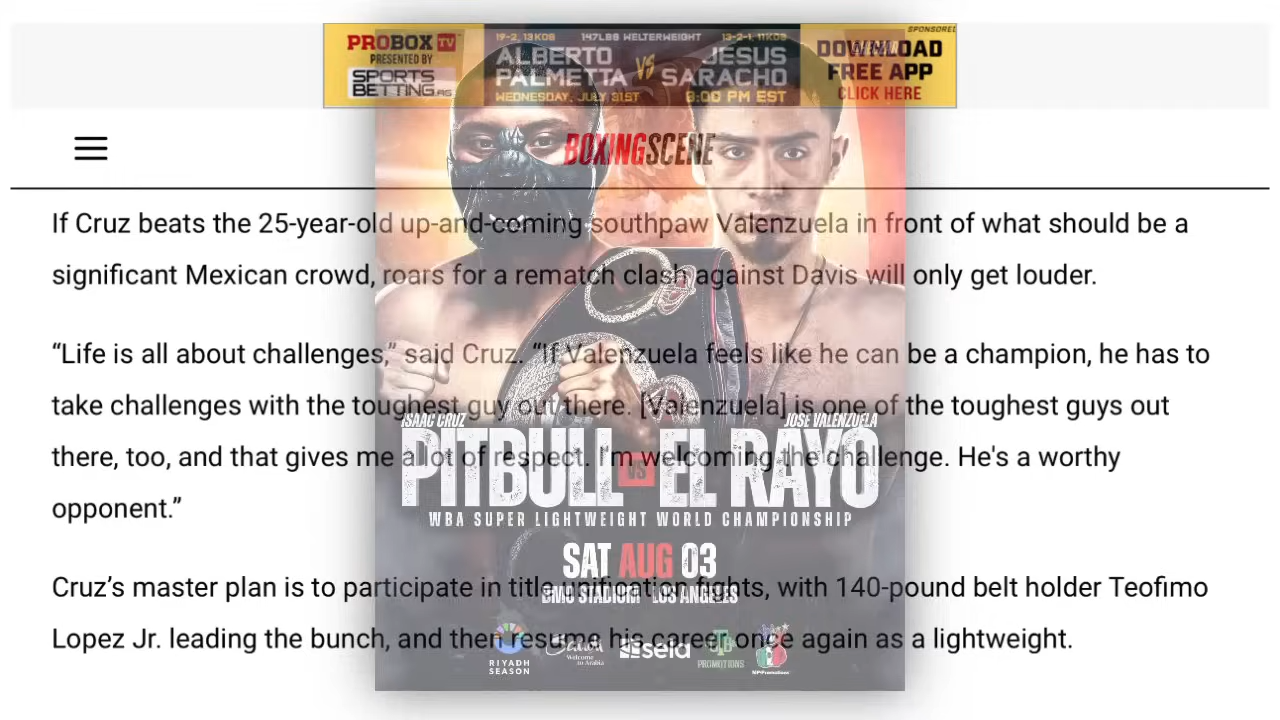 SPONSORED
PROBOX TV
PRESENTED BY
SPORTS
BETTING.AG
19-2, 13KOS 147LBS WELTERWEIGHT 13-2-1, 11KOS
ALBERTO PALMETTA VS JESUS SARACHO
WEDNESDAY, JULY 31ST 8:00 PM EST
DOWNLOAD
FREE APP
CLICK HERE
BOXINGSCENE
If Cruz beats the 25-year-old up-and-coming southpaw Valenzuela in front of what should be a
significant Mexican crowd, roars for a rematch clash against Davis will only get louder.
“Life is all about challenges,” said Cruz. “If Valenzuela feels like he can be a champion, he has to
take challenges with the toughest guy out there. [Valenzuela] is one of the toughest guys out
there, too, and that gives me a lot of respect. I'm welcoming the challenge. He's a worthy
opponent.”
Cruz’s master plan is to participate in title unification fights, with 140-pound belt holder Teofimo
Lopez Jr. leading the bunch, and then resume his career once again as a lightweight.
ISAAC CRUZ JOSE VALENZUELA
PITBULL VS EL RAYO
WBA SUPER LIGHTWEIGHT WORLD CHAMPIONSHIP
SAT AUG 03
BMO STADIUM LOS ANGELES
RIYADH
SEASON
Saudi
Welcome
to Arabia
sela
TGB
PROMOTIONS
MPPromotions